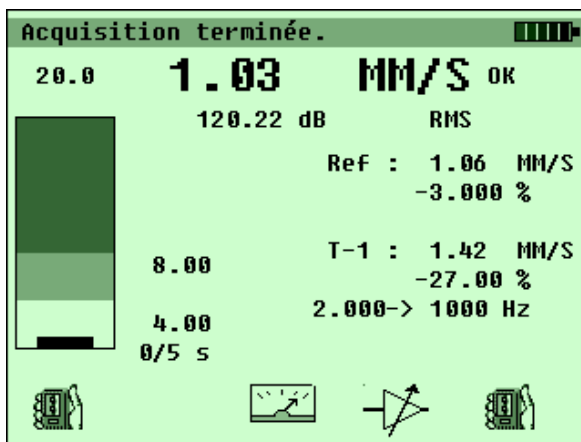 Acquisition terminée.
20.0 1.03 MM/S OK
120.22 dB RMS
Ref : 1.06 MM/S
-3.000 %
8.00 T-1 : 1.42 MM/S
-27.00 %
4.00 2.000-> 1000 Hz
0/5 s